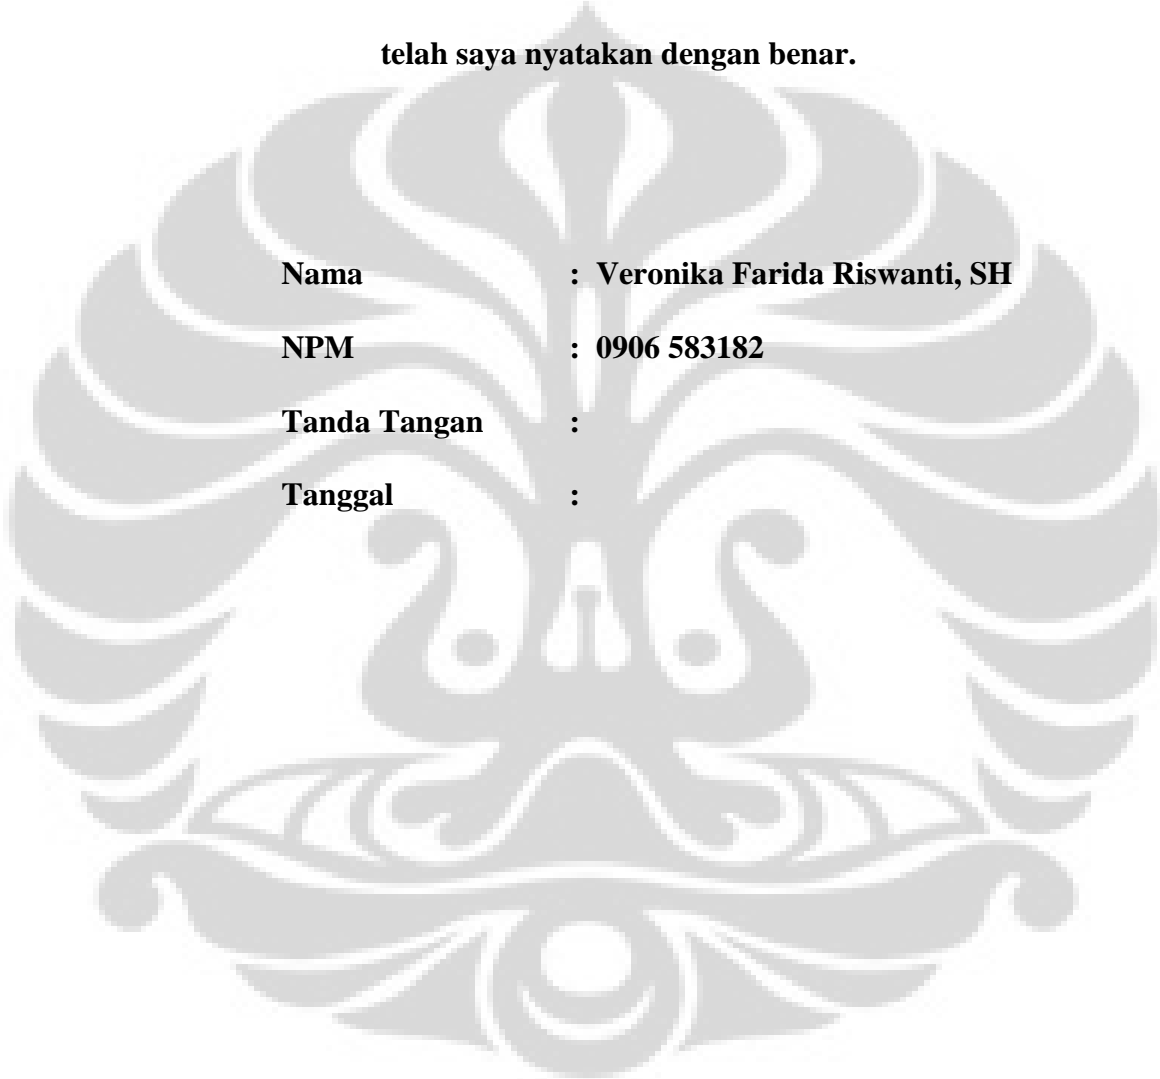 telah saya nyatakan dengan benar.
Nama : Veronika Farida Riswanti, SH
NPM : 0906 583182
Tanda Tangan :
Tanggal :